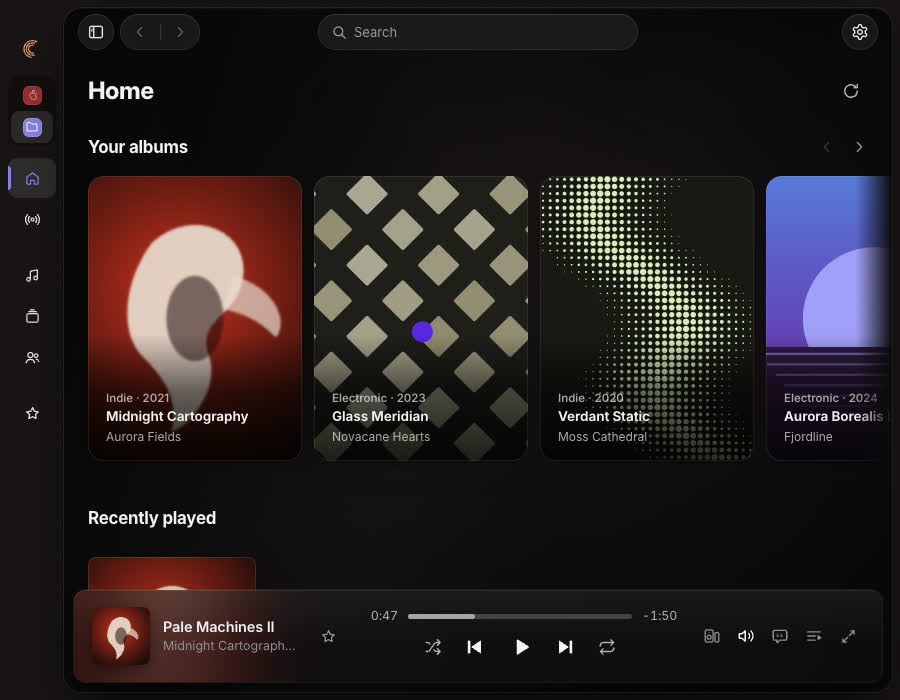 Search
Home
Your albums
Indie · 2021
Midnight Cartography
Aurora Fields
Electronic · 2023
Glass Meridian
Novacane Hearts
Indie · 2020
Verdant Static
Moss Cathedral
Electronic · 2024
Aurora Borealis
Fjordline
Recently played
Pale Machines II
Midnight Cartograph...
0:47
-1:50